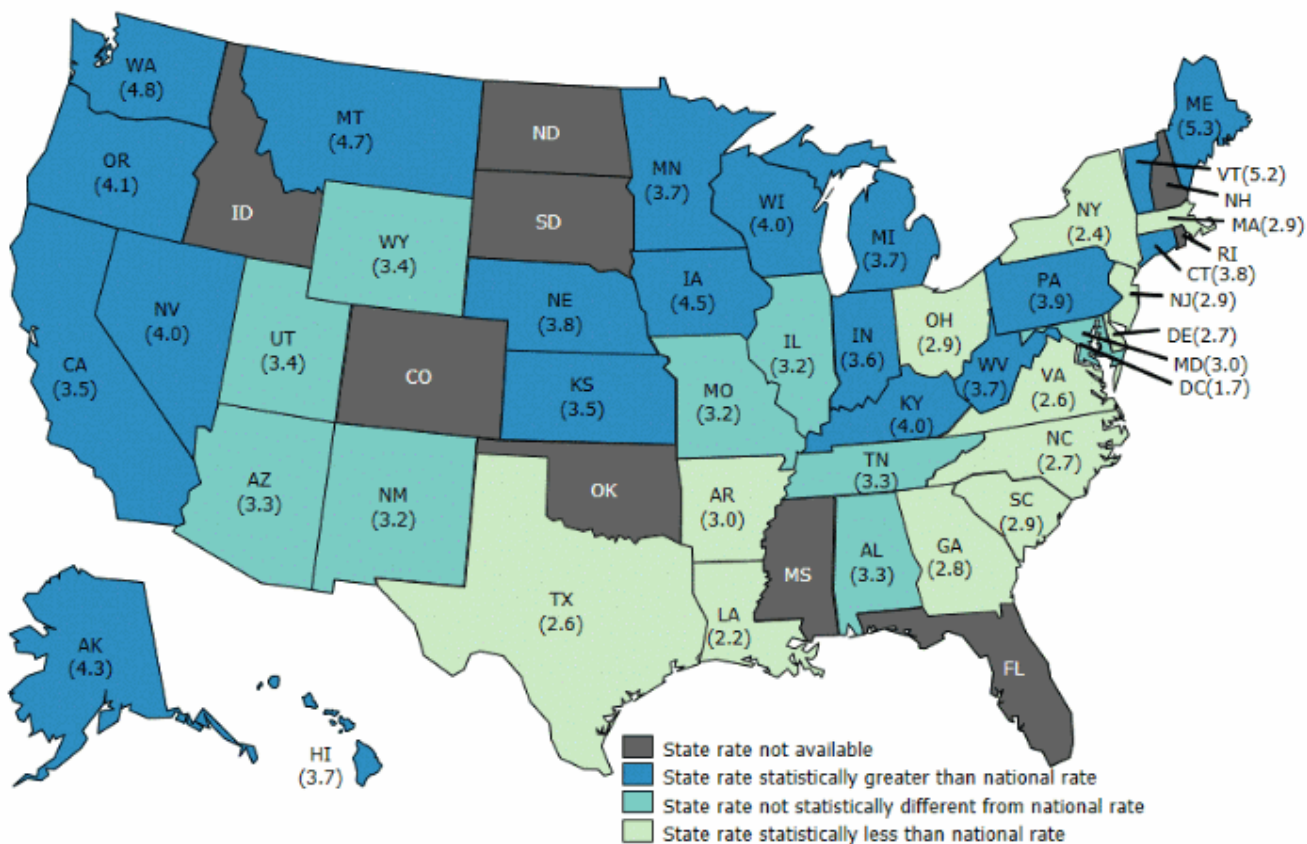 WA
(4.8)
MT
(4.7)
ND
MN
(3.7)
ME
(5.3)
OR
(4.1)
ID
SD
WI
(4.0)
MI
(3.7)
NY
(2.4)
VT(5.2)
NH
MA(2.9)
RI
CT(3.8)
NJ(2.9)
DE(2.7)
MD(3.0)
DC(1.7)
WY
(3.4)
NE
(3.8)
IA
(4.5)
PA
(3.9)
NV
(4.0)
UT
(3.4)
CA
(3.5)
CO
KS
(3.5)
MO
(3.2)
IL
(3.2)
IN
(3.6)
OH
(2.9)
WV
(3.7)
VA
(2.6)
KY
(4.0)
NC
(2.7)
TN
(3.3)
AZ
(3.3)
NM
(3.2)
OK
AR
(3.0)
SC
(2.9)
MS
AL
(3.3)
GA
(2.8)
TX
(2.6)
LA
(2.2)
FL
AK
(4.3)
HI
(3.7)
State rate not available
State rate statistically greater than national rate
State rate not statistically different from national rate
State rate statistically less than national rate